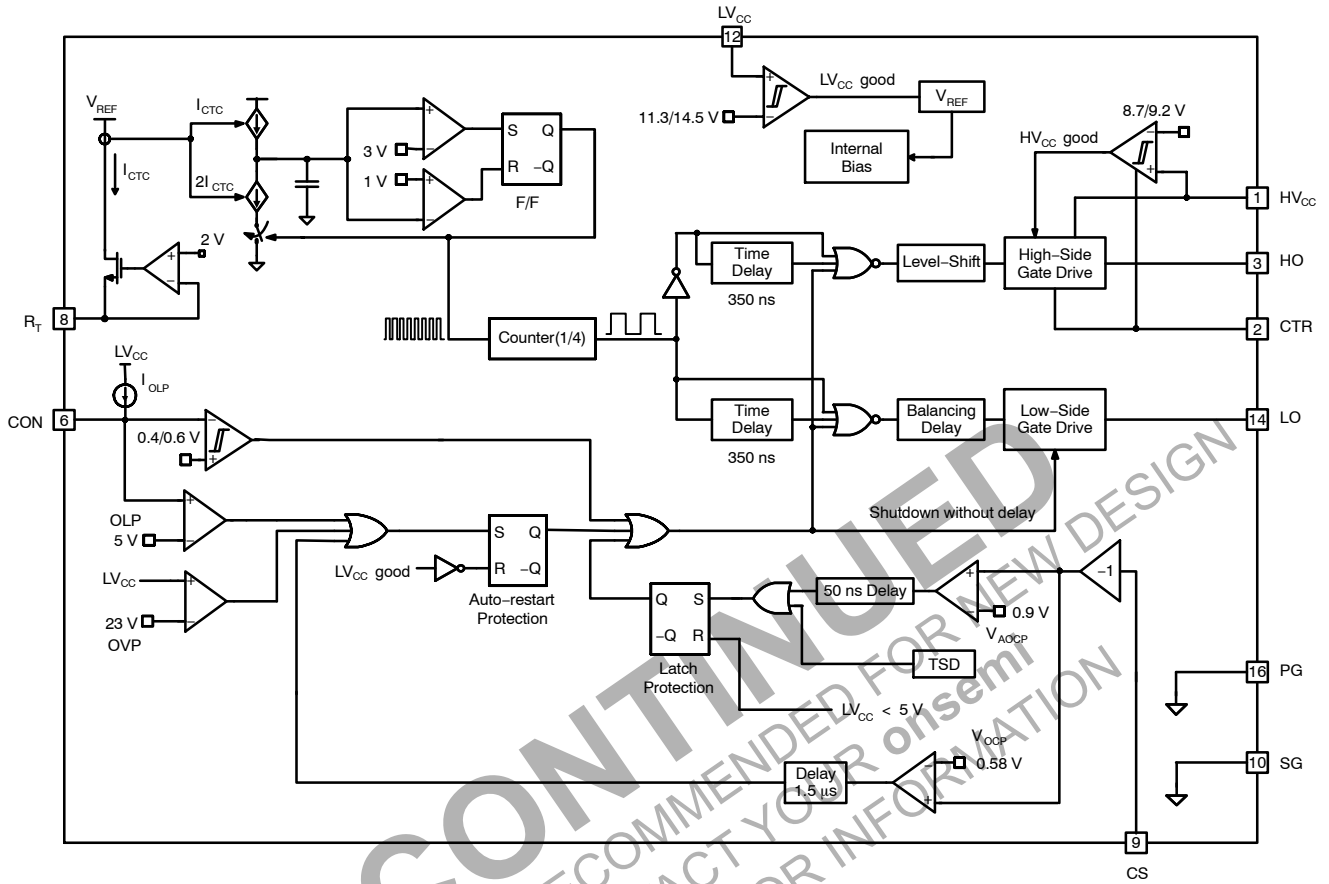 LVCC
12
VREF
ICTC
ICTC
2ICTC
3 V
1 V
+
−
+
−
S Q
R −Q
F/F
2 V
+
−
RT
8
+
−
11.3/14.5 V
LVCC good
VREF
Internal
Bias
8.7/9.2 V
−
+
HVCC good
1 HVCC
Time
Delay
350 ns
Level−Shift
High−Side
Gate Drive
3 HO
2 CTR
Counter(1/4)
LVCC
IOLP
CON
6
0.4/0.6 V
−
+
Time
Delay
350 ns
Balancing
Delay
Low−Side
Gate Drive
14 LO
OLP
5 V
+
−
LVCC
23 V
OVP
+
−
S Q
R −Q
LVCC good
Auto−restart
Protection
Shutdown without delay
Q S
−Q R
Latch
Protection
50 ns Delay
+
−
0.9 V
VAOCP
−1
TSD
LVCC < 5 V
16 PG
Delay
1.5 μs
VOCP
0.58 V
−
+
10 SG
9
CS
CONTINUED
RECOMMENDED FOR NEW DESIGN
ACT YOUR onsemi
OR INFORMATION